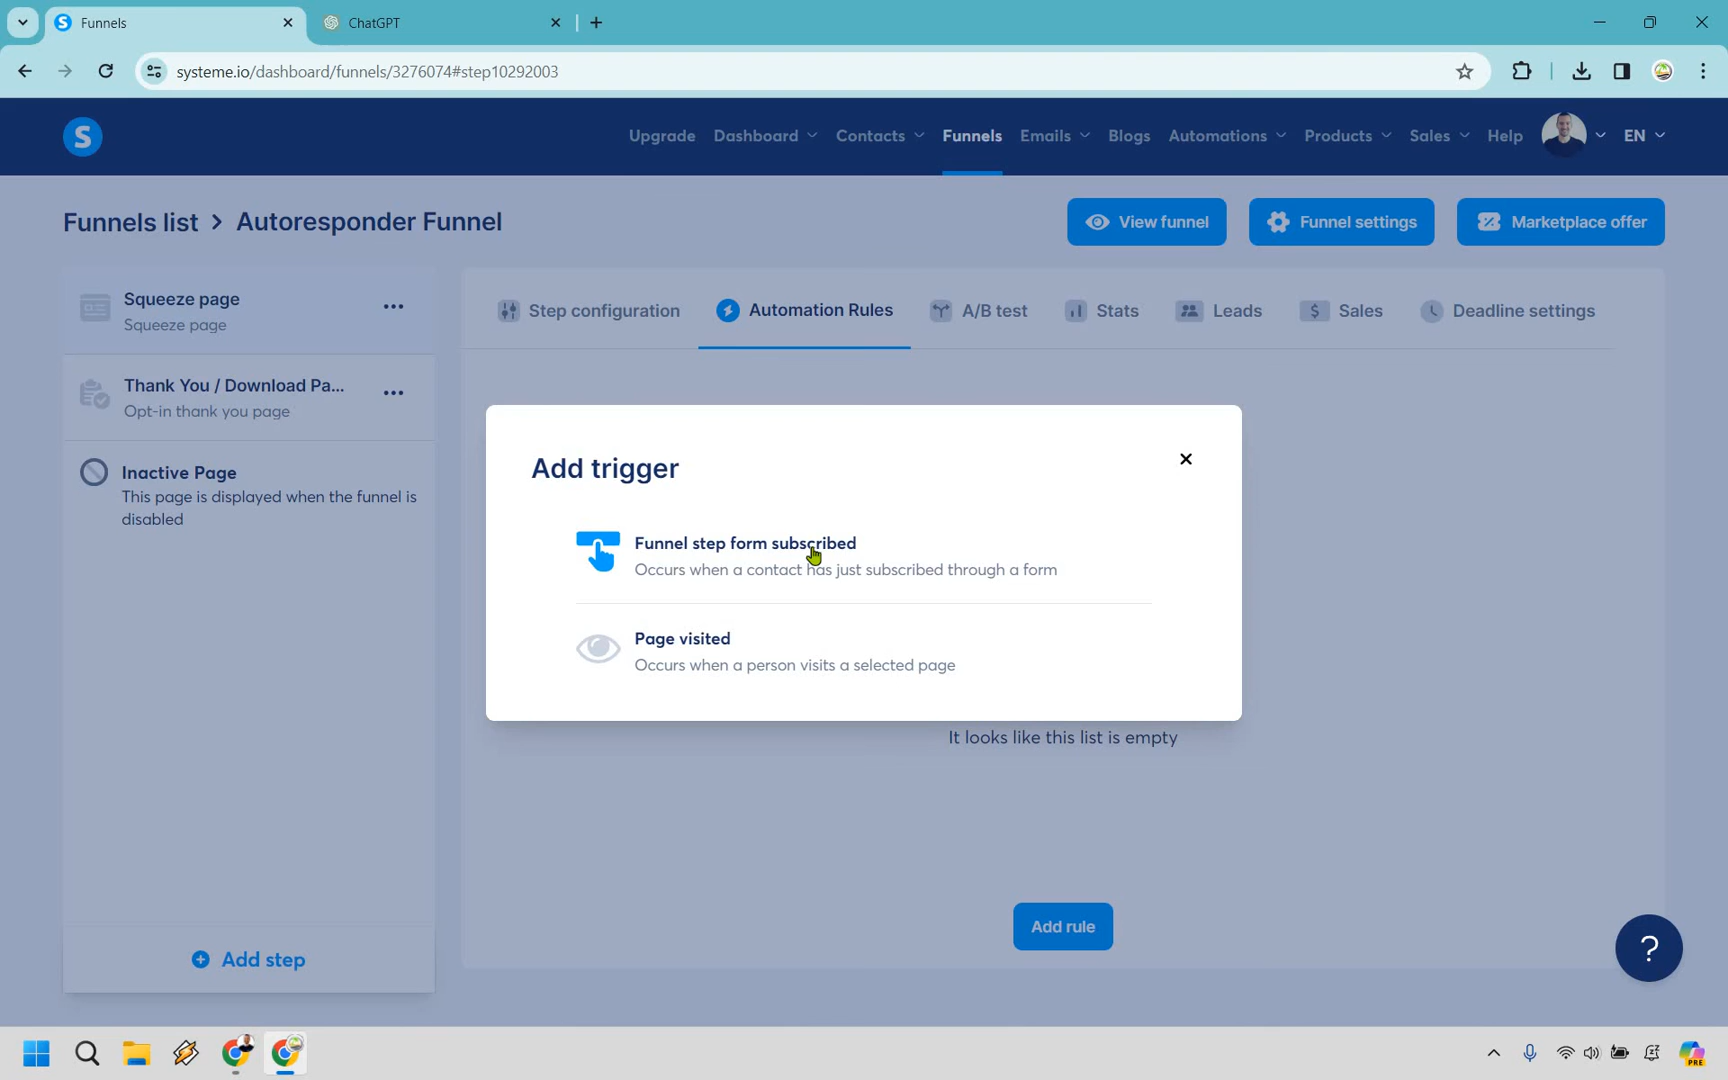 Funnels
ChatGPT
systeme.io/dashboard/funnels/3276074#step10292003
S
Upgrade Dashboard Contacts Funnels Emails Blogs Automations Products Sales Help EN
Funnels list > Autoresponder Funnel
View funnel
Funnel settings
Marketplace offer
Squeeze page
Squeeze page
Thank You / Download Pa...
Opt-in thank you page
Inactive Page
This page is displayed when the funnel is
disabled
Add step
Step configuration
Automation Rules
A/B test
Stats
Leads
Sales
Deadline settings
Add trigger
Funnel step form subscribed
Occurs when a contact has just subscribed through a form
Page visited
Occurs when a person visits a selected page
It looks like this list is empty
Add rule
?
PRE